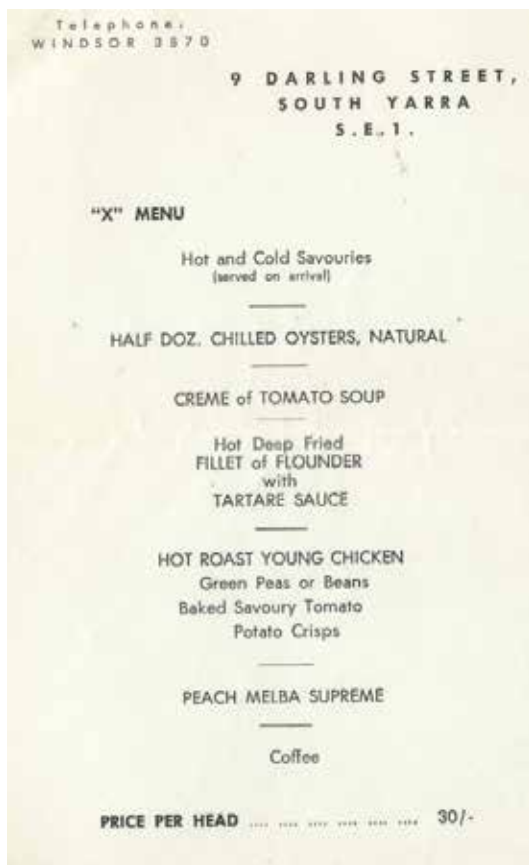 Telephone.
WINDSOR 3870
9 DARLING STREET,
SOUTH YARRA
S.E.1.
"X" MENU
Hot and Cold Savouries
(served on arrival)
HALF DOZ. CHILLED OYSTERS, NATURAL
CREME of TOMATO SOUP
Hot Deep Fried
FILLET of FLOUNDER
with
TARTARE SAUCE
HOT ROAST YOUNG CHICKEN
Green Peas or Beans
Baked Savoury Tomato
Potato Crisps
PEACH MELBA SUPREME
Coffee
PRICE PER HEAD .... .... .... .... .... .... 30/-